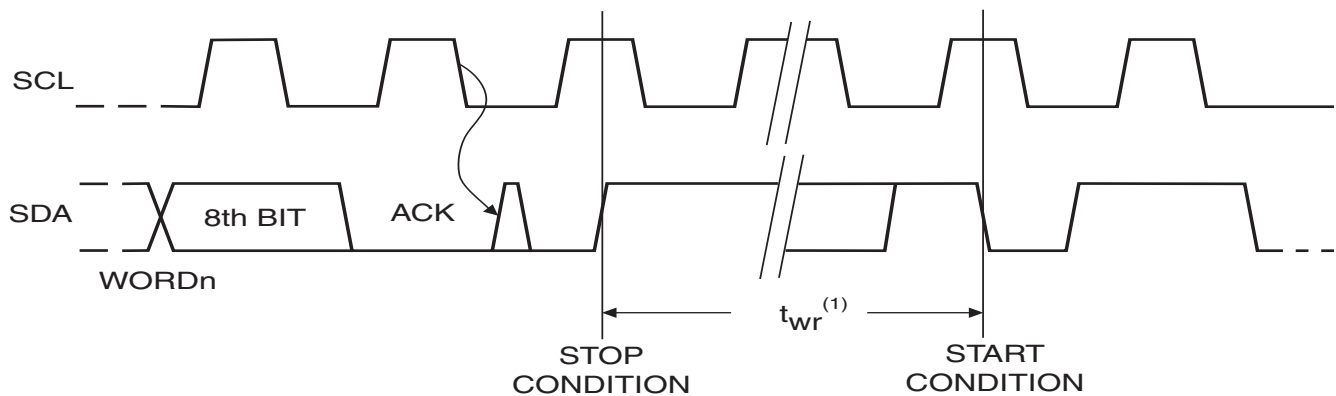 SCL
SDA
8th BIT
ACK
WORDn
twr(1)
STOP
CONDITION
START
CONDITION